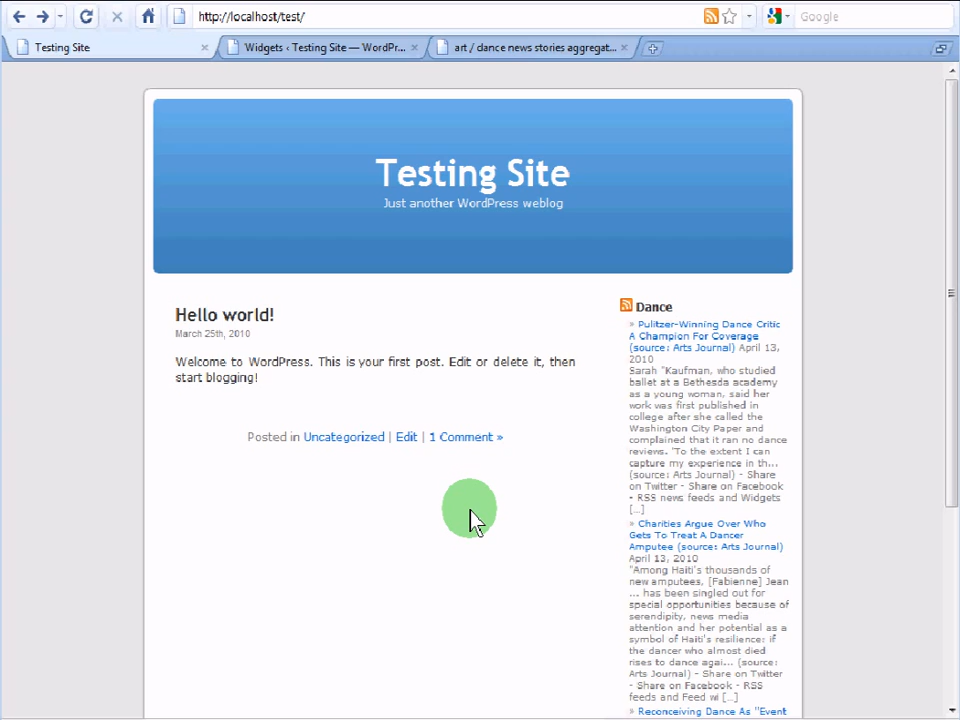 http://localhost/test/
Google
Testing Site
Widgets ‹ Testing Site — WordPr...
art / dance news stories aggregat...
Testing Site
Just another WordPress weblog
Hello world!
March 25th, 2010
Welcome to WordPress. This is your first post. Edit or delete it, then
start blogging!
Posted in Uncategorized | Edit | 1 Comment »
Dance
» Pulitzer-Winning Dance Critic
A Champion For Coverage
(source: Arts Journal) April 13,
2010
Sarah "Kaufman, who studied
ballet at a Bethesda academy
as a young woman, said her
work was first published in
college after she called the
Washington City Paper and
complained that it ran no dance
reviews. 'To the extent I can
capture my experience in th...
(source: Arts Journal) - Share
on Twitter - Share on Facebook
- RSS news feeds and Widgets
[...]
» Charities Argue Over Who
Gets To Treat A Dancer
Amputee (source: Arts Journal)
April 13, 2010
"Among Haiti's thousands of
new amputees, [Fabienne] Jean
... has been singled out for
special opportunities because of
serendipity, news media
attention and her potential as a
symbol of Haiti's resilience: if
the dancer who almost died
rises to dance agai... (source:
Arts Journal) - Share on Twitter
- Share on Facebook - RSS
feeds and Feed wi [...]
» Reconceiving Dance As "Event